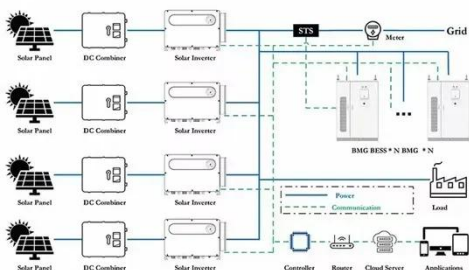 STS
Meter
Grid
Solar Panel DC Combiner Solar Inverter
Solar Panel DC Combiner Solar Inverter
BMG BESS * N BMG * N
Solar Panel DC Combiner Solar Inverter
Power
Communication
Load
Solar Panel DC Combiner Solar Inverter
Controller Router Cloud Server Applications